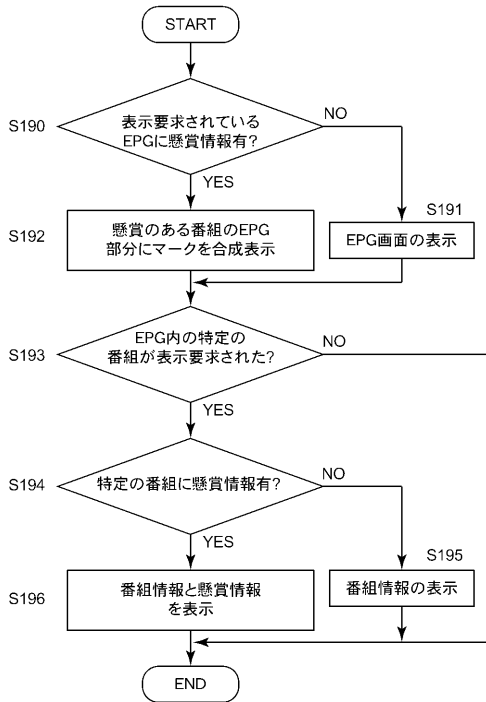 START
S190
表示要求されている
EPGに懸賞情報有?
NO
YES
S191
S192
懸賞のある番組のEPG
部分にマークを合成表示
EPG画面の表示
S193
EPG内の特定の
番組が表示要求された?
NO
YES
S194
特定の番組に懸賞情報有?
NO
YES
S195
S196
番組情報と懸賞情報
を表示
番組情報の表示
END